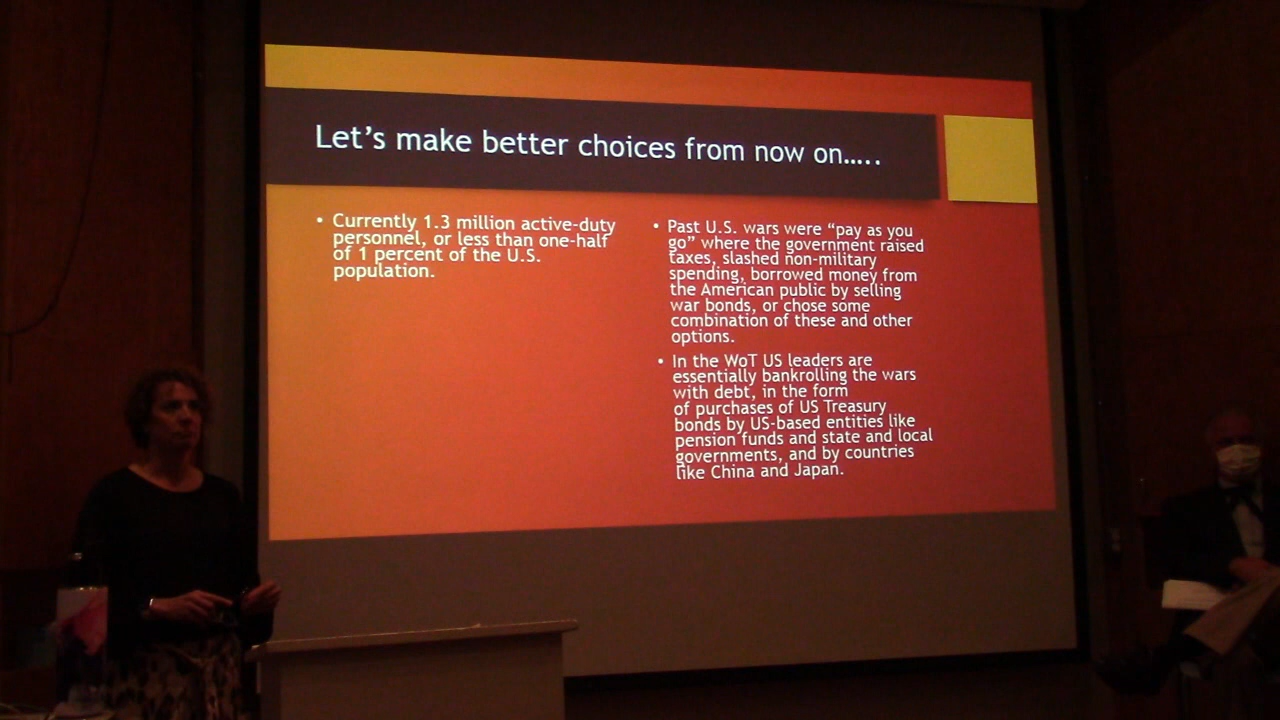 Let's make better choices from now on.....
• Currently 1.3 million active-duty
personnel, or less than one-half
of 1 percent of the U.S.
population.
• Past U.S. wars were “pay as you
go” where the government raised
taxes, slashed non-military
spending, borrowed money from
the American public by selling
war bonds, or chose some
combination of these and other
options.
• In the WoT US leaders are
essentially bankrolling the wars
with debt, in the form
of purchases of US Treasury
bonds by US-based entities like
pension funds and state and local
governments, and by countries
like China and Japan.